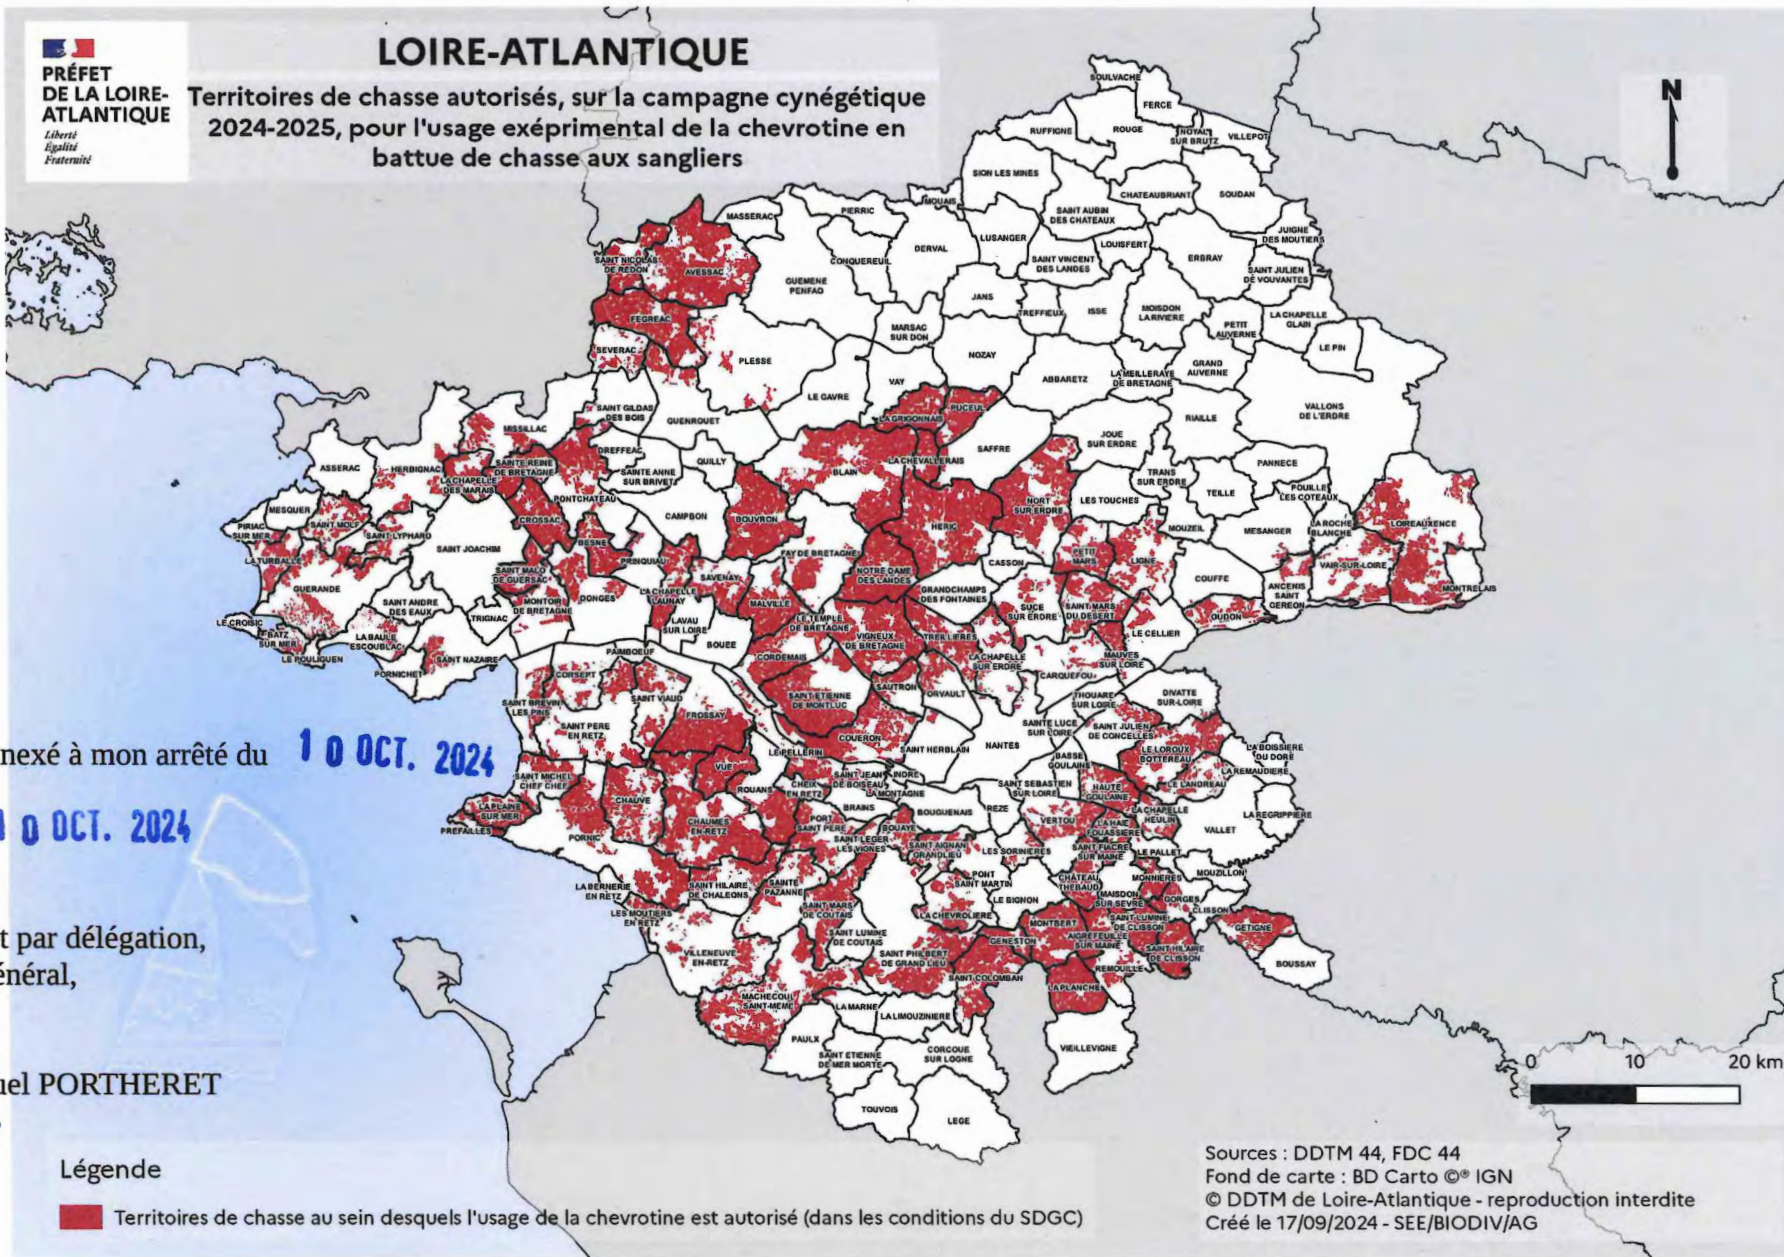 PRÉFET
DE LA LOIRE-
ATLANTIQUE
Liberté
Égalité
Fraternité
LOIRE-ATLANTIQUE
Territoires de chasse autorisés, sur la campagne cynégétique
2024-2025, pour l'usage exéprimental de la chevrotine en
battue de chasse aux sangliers
N
SOULVACHE
FERCE
RUFFIGNE
ROUGE
NOYAL
SUR BRUTZ
VILLEPOT
SION LES MINES
CHATEAUBRIANT
SOUDAN
MOUAIS
SAINT AUBIN
DES CHATEAUX
MASSERAC
PIERRIC
LUSANGER
LOUISFERT
JUIGNE
DES MOUTIERS
DERVAL
CONQUEREUIL
SAINT VINCENT
DES LANDES
ERBRAY
SAINT JULIEN
DE VOUVANTES
SAINT NICOLAS
DE REDON
AVESSAC
GUEMENE
PENFAO
JANS
TREFFIEUX
ISSE
MOISDON
LA RIVIERE
PETIT
AUVERNE
LA CHAPELLE
GLAIN
LE PIN
FEGREAC
MARSAC
SUR DON
SEVERAC
PLESSE
NOZAY
GRAND
AUVERNE
ABBARETZ
LA MEILLERAYE
DE BRETAGNE
VAY
LE GAVRE
SAINT GILDAS
DES BOIS
GUENROUET
LA GRIGONNAIS
PUCEUL
RIAILLE
VALLONS
DE L'ERDRE
MISSILLAC
JOUE
SUR ERDRE
SAFFRE
DREFFEAC
QUILLY
BLAIN
LA CHEVALLERAIS
ASSERAC
HERBIGNAC
SAINTE REINE
DE BRETAGNE
SAINTE ANNE
SUR BRIVET
LA CHAPELLE
DES MARAIS
PANNECE
TRANS
SUR ERDRE
TEILLE
POUILLE
LES COTEAUX
PONTCHATEAU
NORT
SUR ERDRE
LES TOUCHES
MESQUER
CROSSAC
CAMPBON
BOUVRON
HERIC
MOUZEIL
MESANGER
LA ROCHE
BLANCHE
LOIREAUXENCE
PIRIAC
SUR MER
SAINT MOLF
SAINT LYPHARD
SAINT JOACHIM
BESNE
PRINQUIAU
FAY DE BRETAGNE
CASSON
PETIT
MARS
LIGNE
VAIR-SUR-LOIRE
LA TURBALLE
SAINT MALO
DE GUERSAC
SAVENAY
NOTRE DAME
DES LANDES
COUFFE
ANCENIS
SAINT
GEREON
MONTRELAIS
GUERANDE
MONTOIR
DE BRETAGNE
DONGES
LA CHAPELLE
LAUNAY
MALVILLE
GRANDCHAMPS
DES FONTAINES
SAINT ANDRE
DES EAUX
TRIGNAC
SUCE
SUR ERDRE
SAINT MARS
DU DESERT
OUDON
LE CROISIC
BATZ
SUR MER
LA BAULE
ESCOUBLAC
LAVAU
SUR LOIRE
LE TEMPLE
DE BRETAGNE
VIGNEUX
DE BRETAGNE
TREILLIERES
LE CELLIER
LE POULIGUEN
BOUEE
PORNICHET
SAINT NAZAIRE
PAIMBOEUF
CORDEMAIS
LA CHAPELLE
SUR ERDRE
MAUVES
SUR LOIRE
CORSEPT
CARQUEFOU
SAUTRON
ORVAULT
SAINT BREVIN
LES PINS
SAINT VIAUD
SAINT ETIENNE
DE MONTLUC
THOUARE
SUR LOIRE
DIVATTE
SUR-LOIRE
FROSSAY
SAINT PERE
EN RETZ
SAINTE LUCE
SUR LOIRE
SAINT JULIEN
DE CONCELLES
COUERON
SAINT HERBLAIN
NANTES
LE PELLERIN
BASSE
GOULAINE
LE LOROUX
BOTTEREAU
LA BOISSIERE
DU DORE
LA REMAUDIERE
nexé à mon arrêté du
10 OCT. 2024
VUE
SAINT MICHEL
CHEF CHEF
SAINT JEAN
DE BOISEAU
INDRE
LA MONTAGNE
CHEIX
EN RETZ
ROUANS
SAINT SEBASTIEN
SUR LOIRE
HAUTE
GOULAINE
LE LANDREAU
CHAUVE
LA PLAINE
SUR MER
PREFAILLES
BRAINS
BOUGUENAIS
REZE
VERTOU
LA CHAPELLE
HEULIN
LA REGRIPPIERE
VALLET
0 OCT. 2024
PORNIC
CHAUMES
EN-RETZ
PORT
SAINT PERE
BOUAYE
SAINT LEGER
LES VIGNES
SAINT AIGNAN
GRANDLIEU
LES SORINIERES
LA HAIE
FOUASSIERE
SAINT FIACRE
SUR MAINE
LE PALLET
MOUZILLON
LA BERNERIE
EN RETZ
SAINT HILAIRE
DE CHALEONS
SAINTE
PAZANNE
PONT
SAINT MARTIN
CHÂTEAU
THEBAUD
MONNIERES
MAISDON
SUR SEVRE
GORGES
CLISSON
LES MOUTIERS
EN RETZ
SAINT MARS
DE COUTAIS
LE BIGNON
LA CHEVROLIERE
MONTBERT
SAINT LUMINE
DE CLISSON
GETIGNE
t par délégation,
énéral,
SAINT LUMINE
DE COUTAIS
GENESTON
AIGREFEUILLE
SUR MAINE
SAINT HILAIRE
DE CLISSON
BOUSSAY
VILLENEUVE
EN-RETZ
SAINT PHILBERT
DE GRAND LIEU
SAINT COLOMBAN
REMOUILLE
LA PLANCHE
MACHECOUL
SAINT-MEME
LA MARNE
LA LIMOUZINIERE
PAULX
SAINT ETIENNE
DE MER MORTE
CORCOUE
SUR LOGNE
VIEILLEVIGNE
TOUVOIS
LEGE
uel PORTHERET
0 10 20 km
Légende
Territoires de chasse au sein desquels l'usage de la chevrotine est autorisé (dans les conditions du SDGC)
Sources : DDTM 44, FDC 44
Fond de carte : BD Carto ©® IGN
© DDTM de Loire-Atlantique - reproduction interdite
Créé le 17/09/2024 - SEE/BIODIV/AG